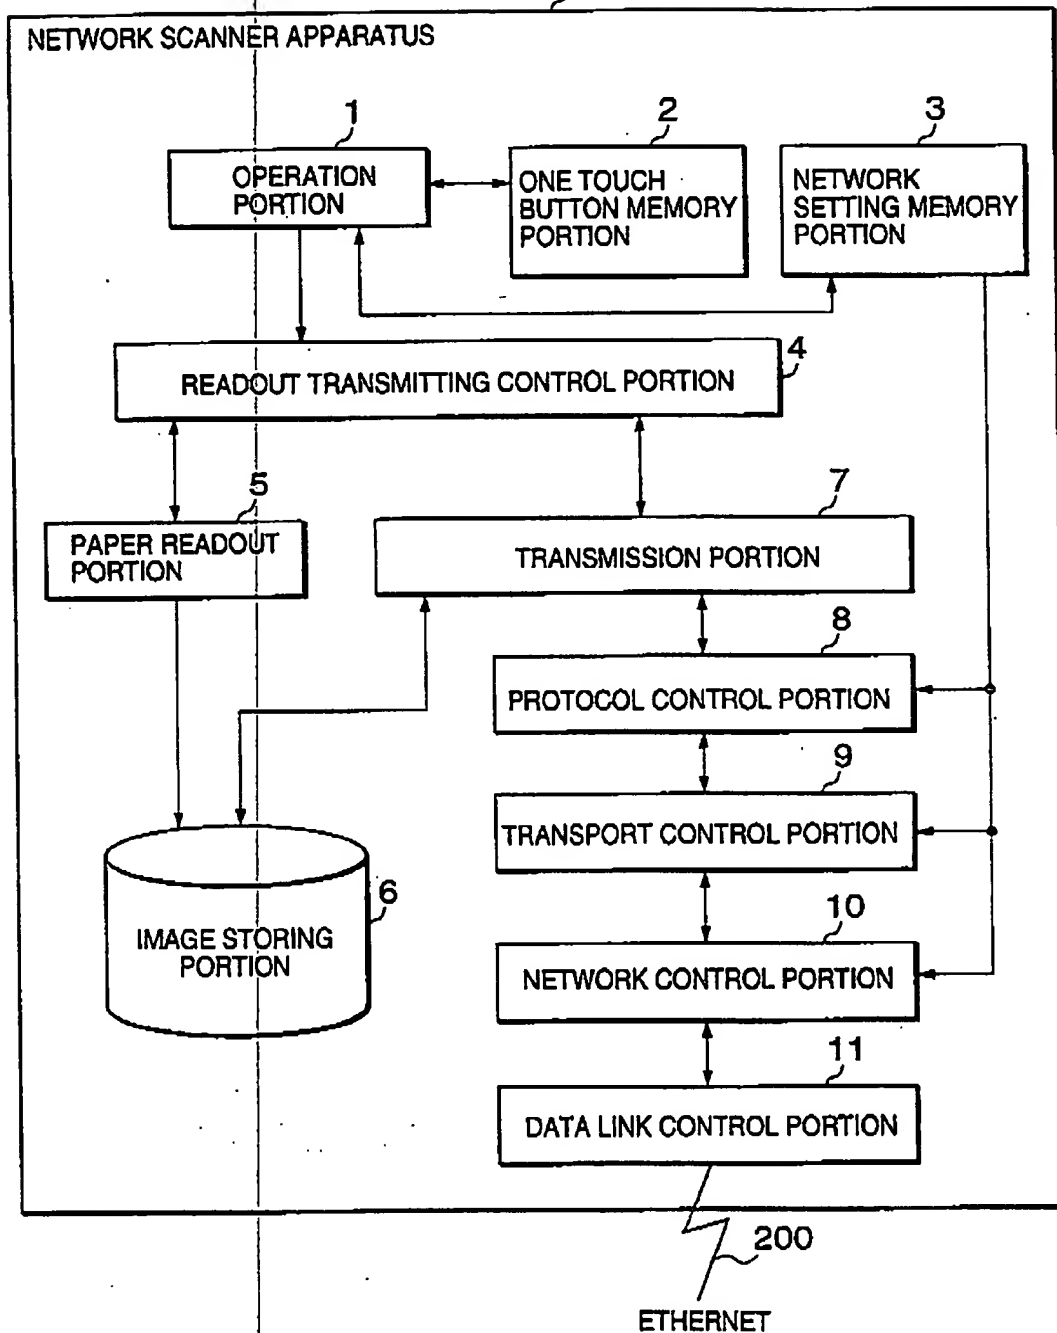 NETWORK SCANNER APPARATUS
1
OPERATION
PORTION
2
ONE TOUCH
BUTTON MEMORY
PORTION
3
NETWORK
SETTING MEMORY
PORTION
4
READOUT TRANSMITTING CONTROL PORTION
5
PAPER READOUT
PORTION
7
TRANSMISSION PORTION
8
PROTOCOL CONTROL PORTION
9
TRANSPORT CONTROL PORTION
6
IMAGE STORING
PORTION
10
NETWORK CONTROL PORTION
11
DATA LINK CONTROL PORTION
200
ETHERNET